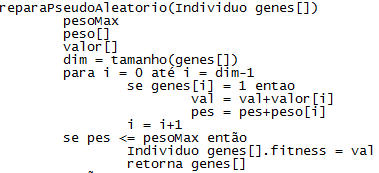 reparaPseudoAleatorio(Individuo genes[])
pesoMax
peso[]
valor[]
dim = tamanho(genes[])
para i = 0 até i = dim-1
se genes[i] = 1 entao
val = val+valor[i]
pes = pes+peso[i]
i = i+1
se pes <= pesoMax então
Individuo genes[].fitness = val
retorna genes[]